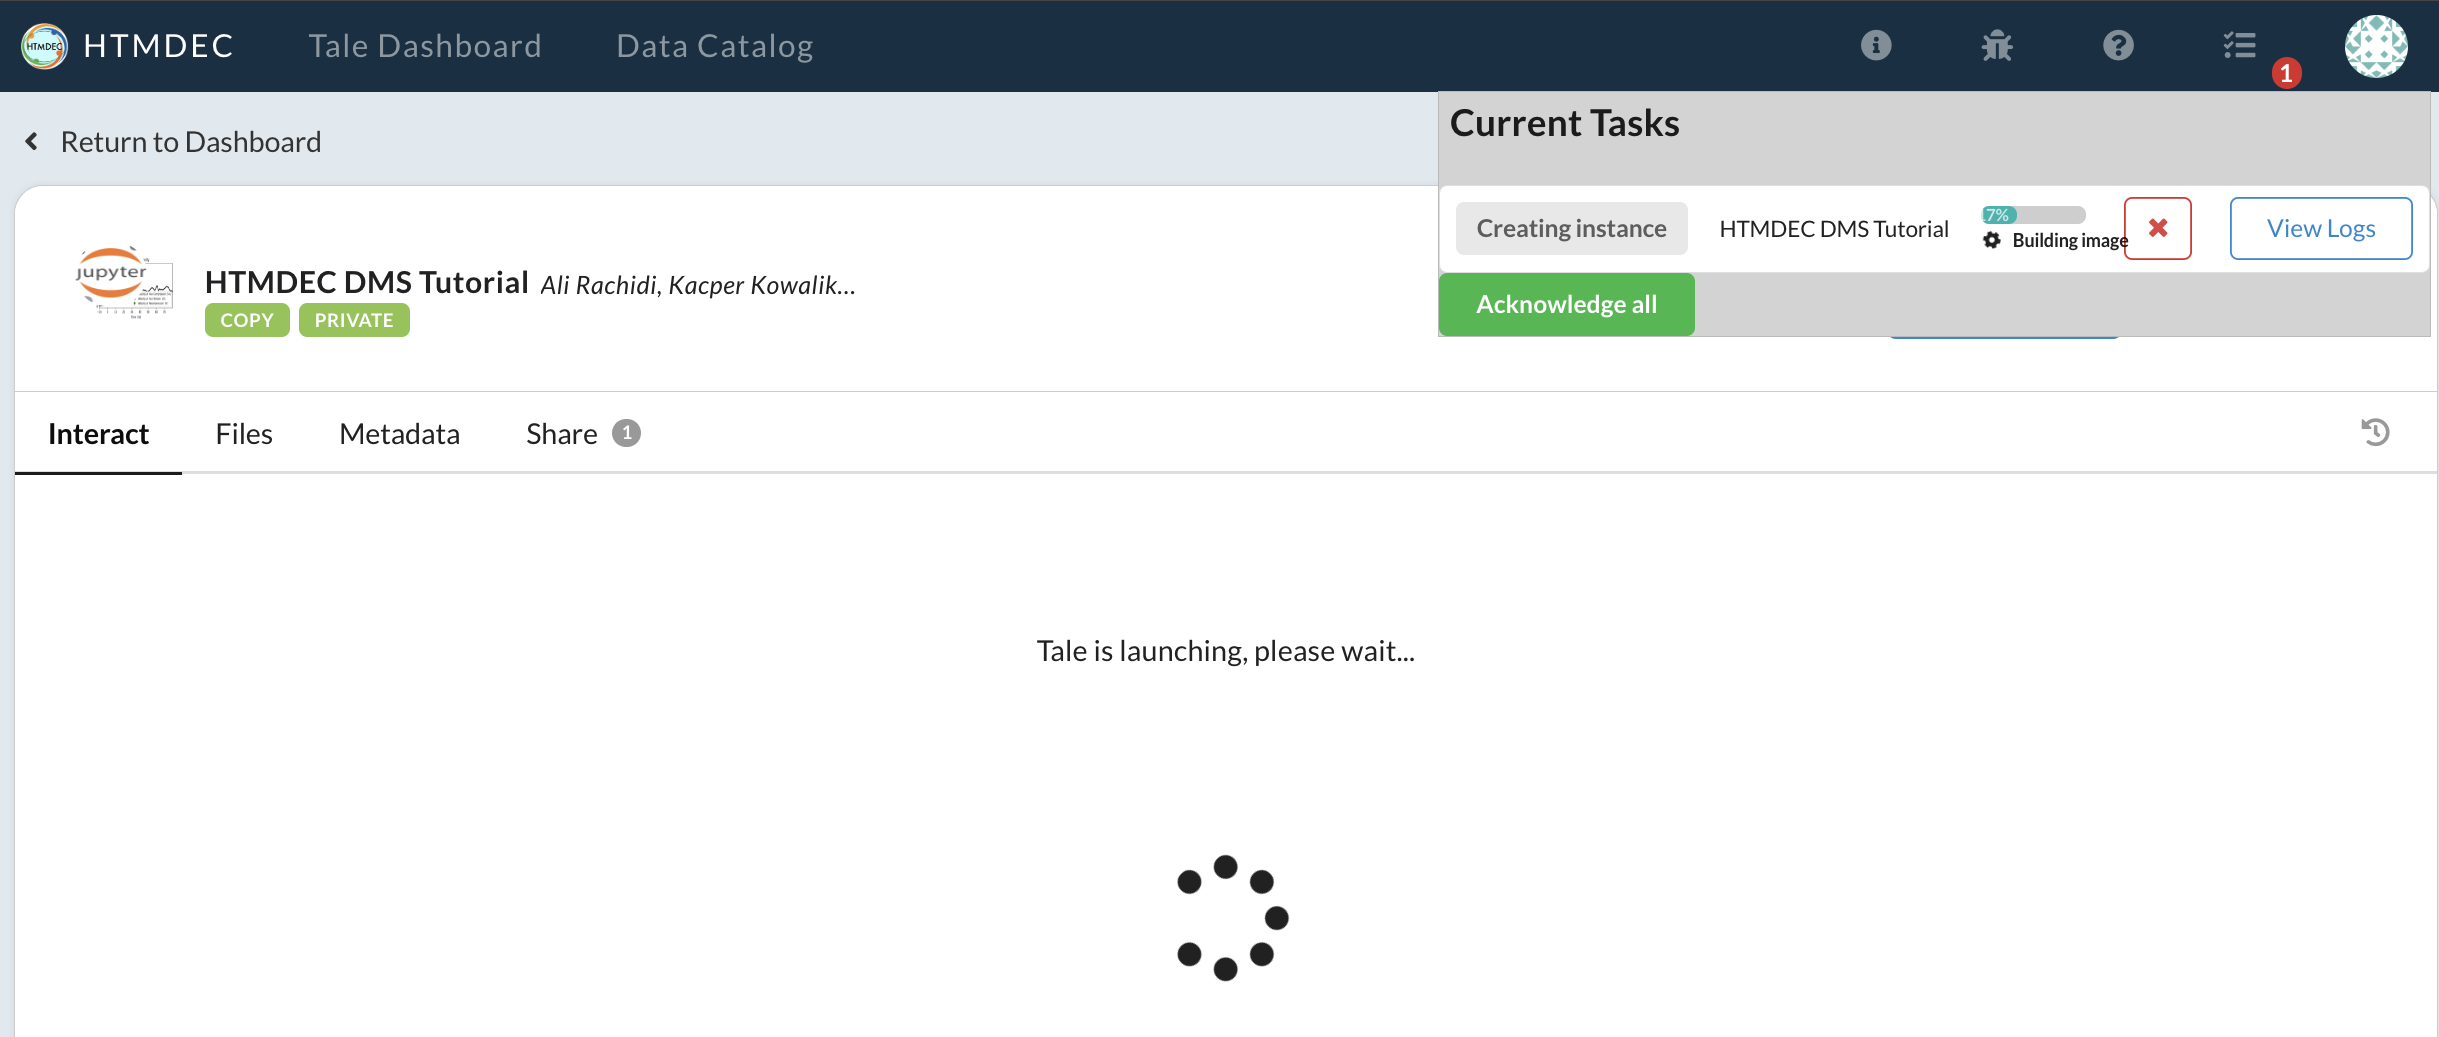 HTMDEC
HTMDEC
Tale Dashboard
Data Catalog
1
Return to Dashboard
Current Tasks
Creating instance
HTMDEC DMS Tutorial
7%
Building image
View Logs
Acknowledge all
jupyter
HTMDEC DMS Tutorial Ali Rachidi, Kacper Kowalik...
COPY PRIVATE
Interact Files Metadata Share 1
Tale is launching, please wait...